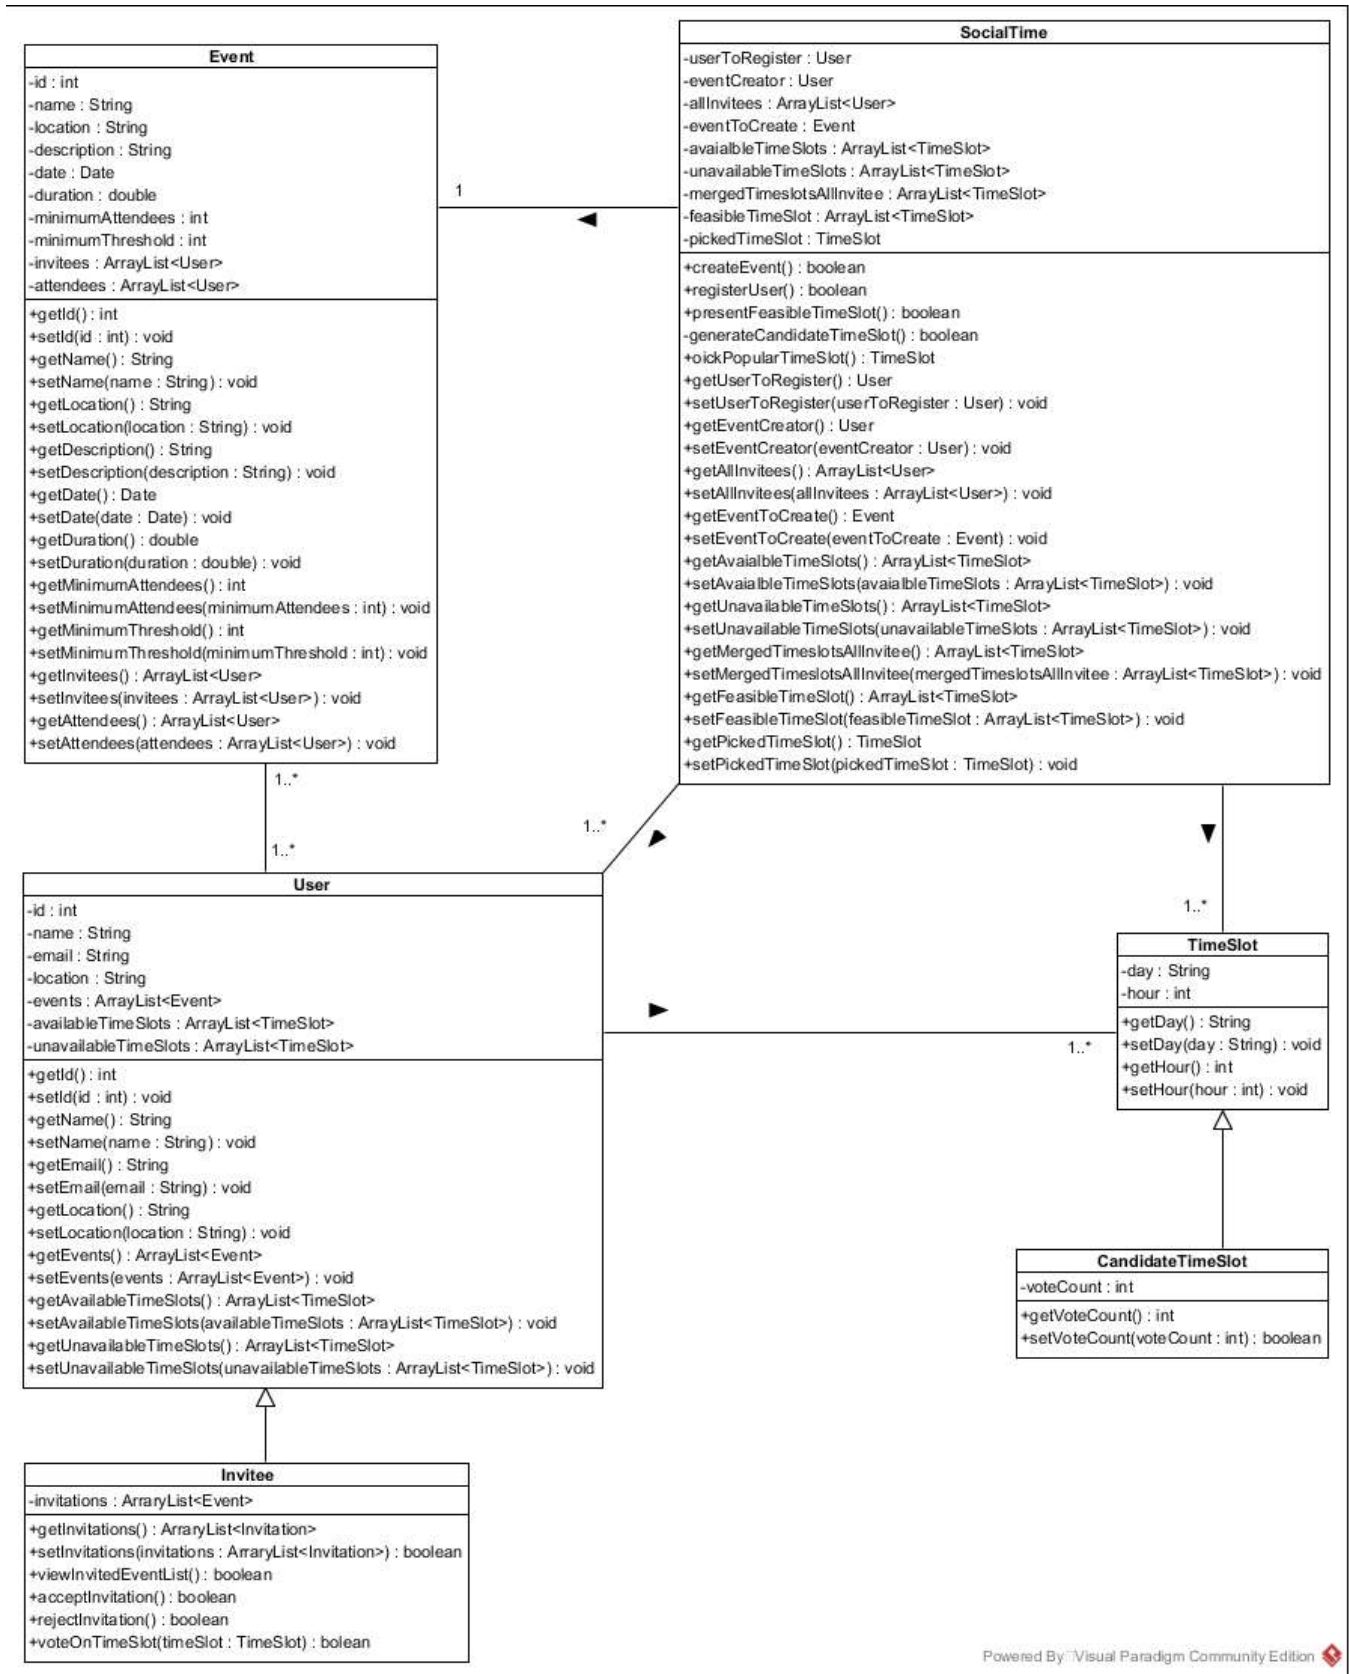 Event
-id : int
-name : String
-location : String
-description : String
-date : Date
-duration : double
-minimumAttendees : int
-minimumThreshold : int
-invitees : ArrayList<User>
-attendees : ArrayList<User>
+getId() : int
+setId(id : int) : void
+getName() : String
+setName(name : String) : void
+getLocation() : String
+setLocation(location : String) : void
+getDescription() : String
+setDescription(description : String) : void
+getDate() : Date
+setDate(date : Date) : void
+getDuration() : double
+setDuration(duration : double) : void
+getMinimumAttendees() : int
+setMinimumAttendees(minimumAttendees : int) : void
+getMinimumThreshold() : int
+setMinimumThreshold(minimumThreshold : int) : void
+getInvitees() : ArrayList<User>
+setInvitees(invitees : ArrayList<User>) : void
+getAttendees() : ArrayList<User>
+setAttendees(attendees : ArrayList<User>) : void
1
SocialTime
-userToRegister : User
-eventCreator : User
-allInvitees : ArrayList<User>
-eventToCreate : Event
-avaialbleTimeSlots : ArrayList<TimeSlot>
-unavailableTimeSlots : ArrayList<TimeSlot>
-mergedTimeslotsAllInvitee : ArrayList<TimeSlot>
-feasibleTimeSlot : ArrayList<TimeSlot>
-pickedTimeSlot : TimeSlot
+createEvent() : boolean
+registerUser() : boolean
+presentFeasibleTimeSlot() : boolean
-generateCandidateTimeSlot() : boolean
+oickPopularTimeSlot() : TimeSlot
+getUserToRegister() : User
+setUserToRegister(userToRegister : User) : void
+getEventCreator() : User
+setEventCreator(eventCreator : User) : void
+getAllInvitees() : ArrayList<User>
+setAllInvitees(allInvitees : ArrayList<User>) : void
+getEventToCreate() : Event
+setEventToCreate(eventToCreate : Event) : void
+getAvaialbleTimeSlots() : ArrayList<TimeSlot>
+setAvaialbleTimeSlots(avaialbleTimeSlots : ArrayList<TimeSlot>) : void
+getUnavailableTimeSlots() : ArrayList<TimeSlot>
+setUnavailableTimeSlots(unavailableTimeSlots : ArrayList<TimeSlot>) : void
+getMergedTimeslotsAllInvitee() : ArrayList<TimeSlot>
+setMergedTimeslotsAllInvitee(mergedTimeslotsAllInvitee : ArrayList<TimeSlot>) : void
+getFeasibleTimeSlot() : ArrayList<TimeSlot>
+setFeasibleTimeSlot(feasibleTimeSlot : ArrayList<TimeSlot>) : void
+getPickedTimeSlot() : TimeSlot
+setPickedTimeSlot(pickedTimeSlot : TimeSlot) : void
1..*
1..*
1..*
1..*
User
-id : int
-name : String
-email : String
-location : String
-events : ArrayList<Event>
-availableTimeSlots : ArrayList<TimeSlot>
-unavailableTimeSlots : ArrayList<TimeSlot>
+getId() : int
+setId(id : int) : void
+getName() : String
+setName(name : String) : void
+getEmail() : String
+setEmail(email : String) : void
+getLocation() : String
+setLocation(location : String) : void
+getEvents() : ArrayList<Event>
+setEvents(events : ArrayList<Event>) : void
+getAvailableTimeSlots() : ArrayList<TimeSlot>
+setAvailableTimeSlots(availableTimeSlots : ArrayList<TimeSlot>) : void
+getUnavailableTimeSlots() : ArrayList<TimeSlot>
+setUnavailableTimeSlots(unavailableTimeSlots : ArrayList<TimeSlot>) : void
1..*
TimeSlot
-day : String
-hour : int
+getDay() : String
+setDay(day : String) : void
+getHour() : int
+setHour(hour : int) : void
CandidateTimeSlot
-voteCount : int
+getVoteCount() : int
+setVoteCount(voteCount : int) : boolean
Invitee
-invitations : ArraryList<Event>
+getInvitations() : ArraryList<Invitation>
+setInvitations(invitations : ArraryList<Invitation>) : boolean
+viewInvitedEventList() : boolean
+acceptInvitation() : boolean
+rejectInvitation() : boolean
+voteOnTimeSlot(timeSlot : TimeSlot) : bolean
Powered By Visual Paradigm Community Edition